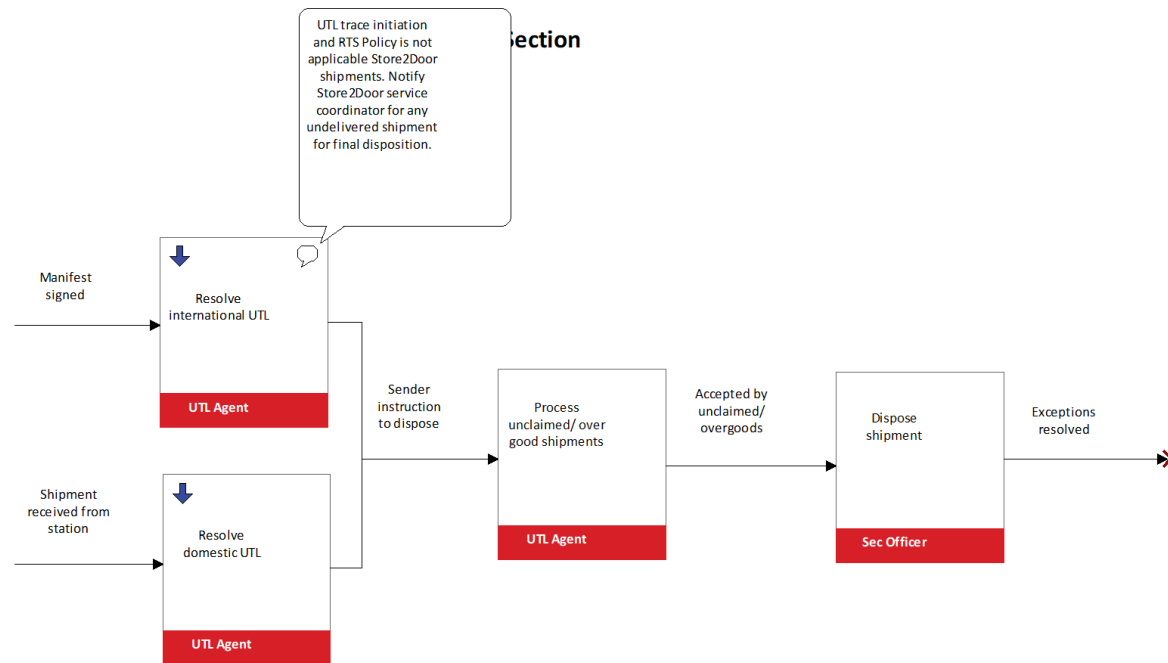 UTL trace initiation
and RTS Policy is not
applicable Store2Door
shipments. Notify
Store2Door service
coordinator for any
undelivered shipment
for final disposition.
Section
Manifest
signed
Resolve
international UTL
UTL Agent
Shipment
received from
station
Resolve
domestic UTL
UTL Agent
Sender
instruction
to dispose
Process
unclaimed/ over
good shipments
UTL Agent
Accepted by
unclaimed/
overgoods
Dispose
shipment
Sec Officer
Exceptions
resolved